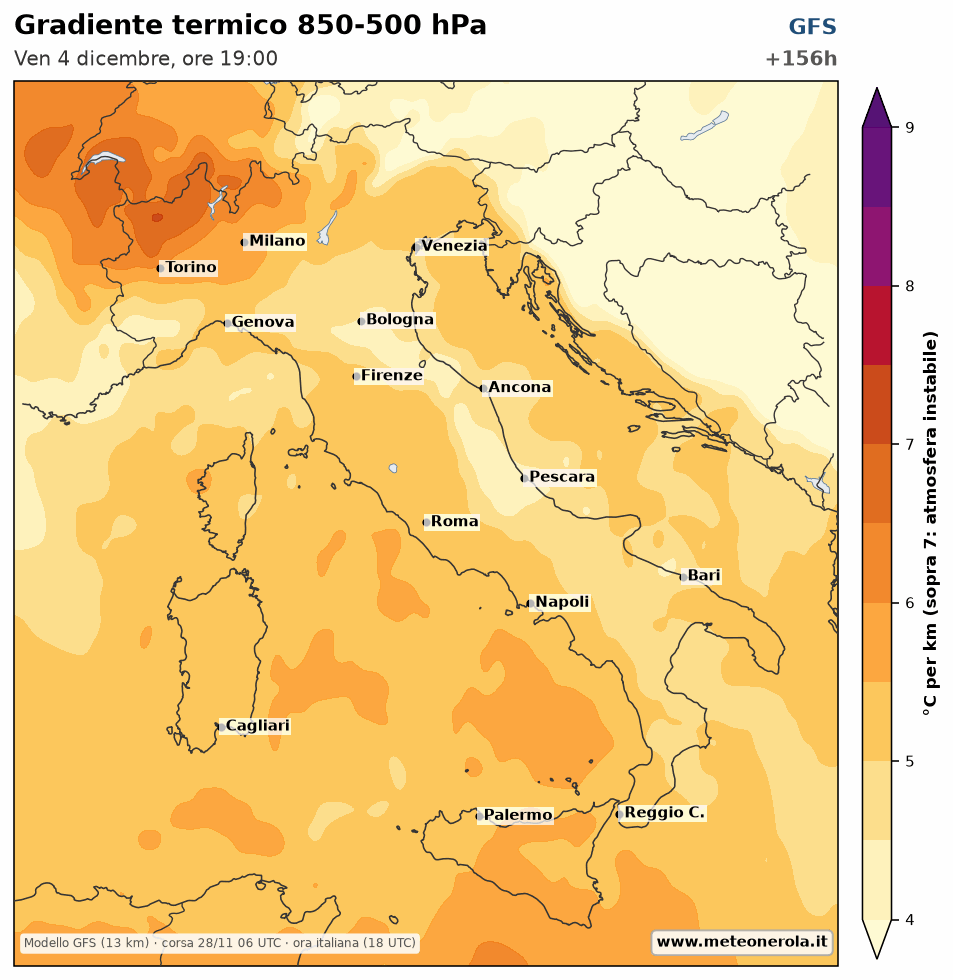 Gradiente termico 850-500 hPa
GFS
Ven 4 dicembre, ore 19:00
+156h
Milano
Venezia
Torino
Genova
Bologna
Firenze
Ancona
Pescara
Roma
Bari
Napoli
Cagliari
Palermo
Reggio C.
9
8
7
6
5
4
°C per km (sopra 7: atmosfera instabile)
Modello GFS (13 km) · corsa 28/11 06 UTC · ora italiana (18 UTC)
www.meteonerola.it